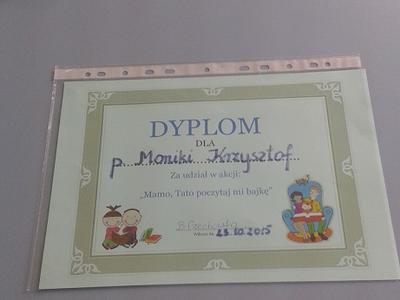 DYPLOM
DLA
p. Moniki Krzysztof
Za udział w akcji:
„Mamo, Tato poczytaj mi bajkę”
23.10.2015